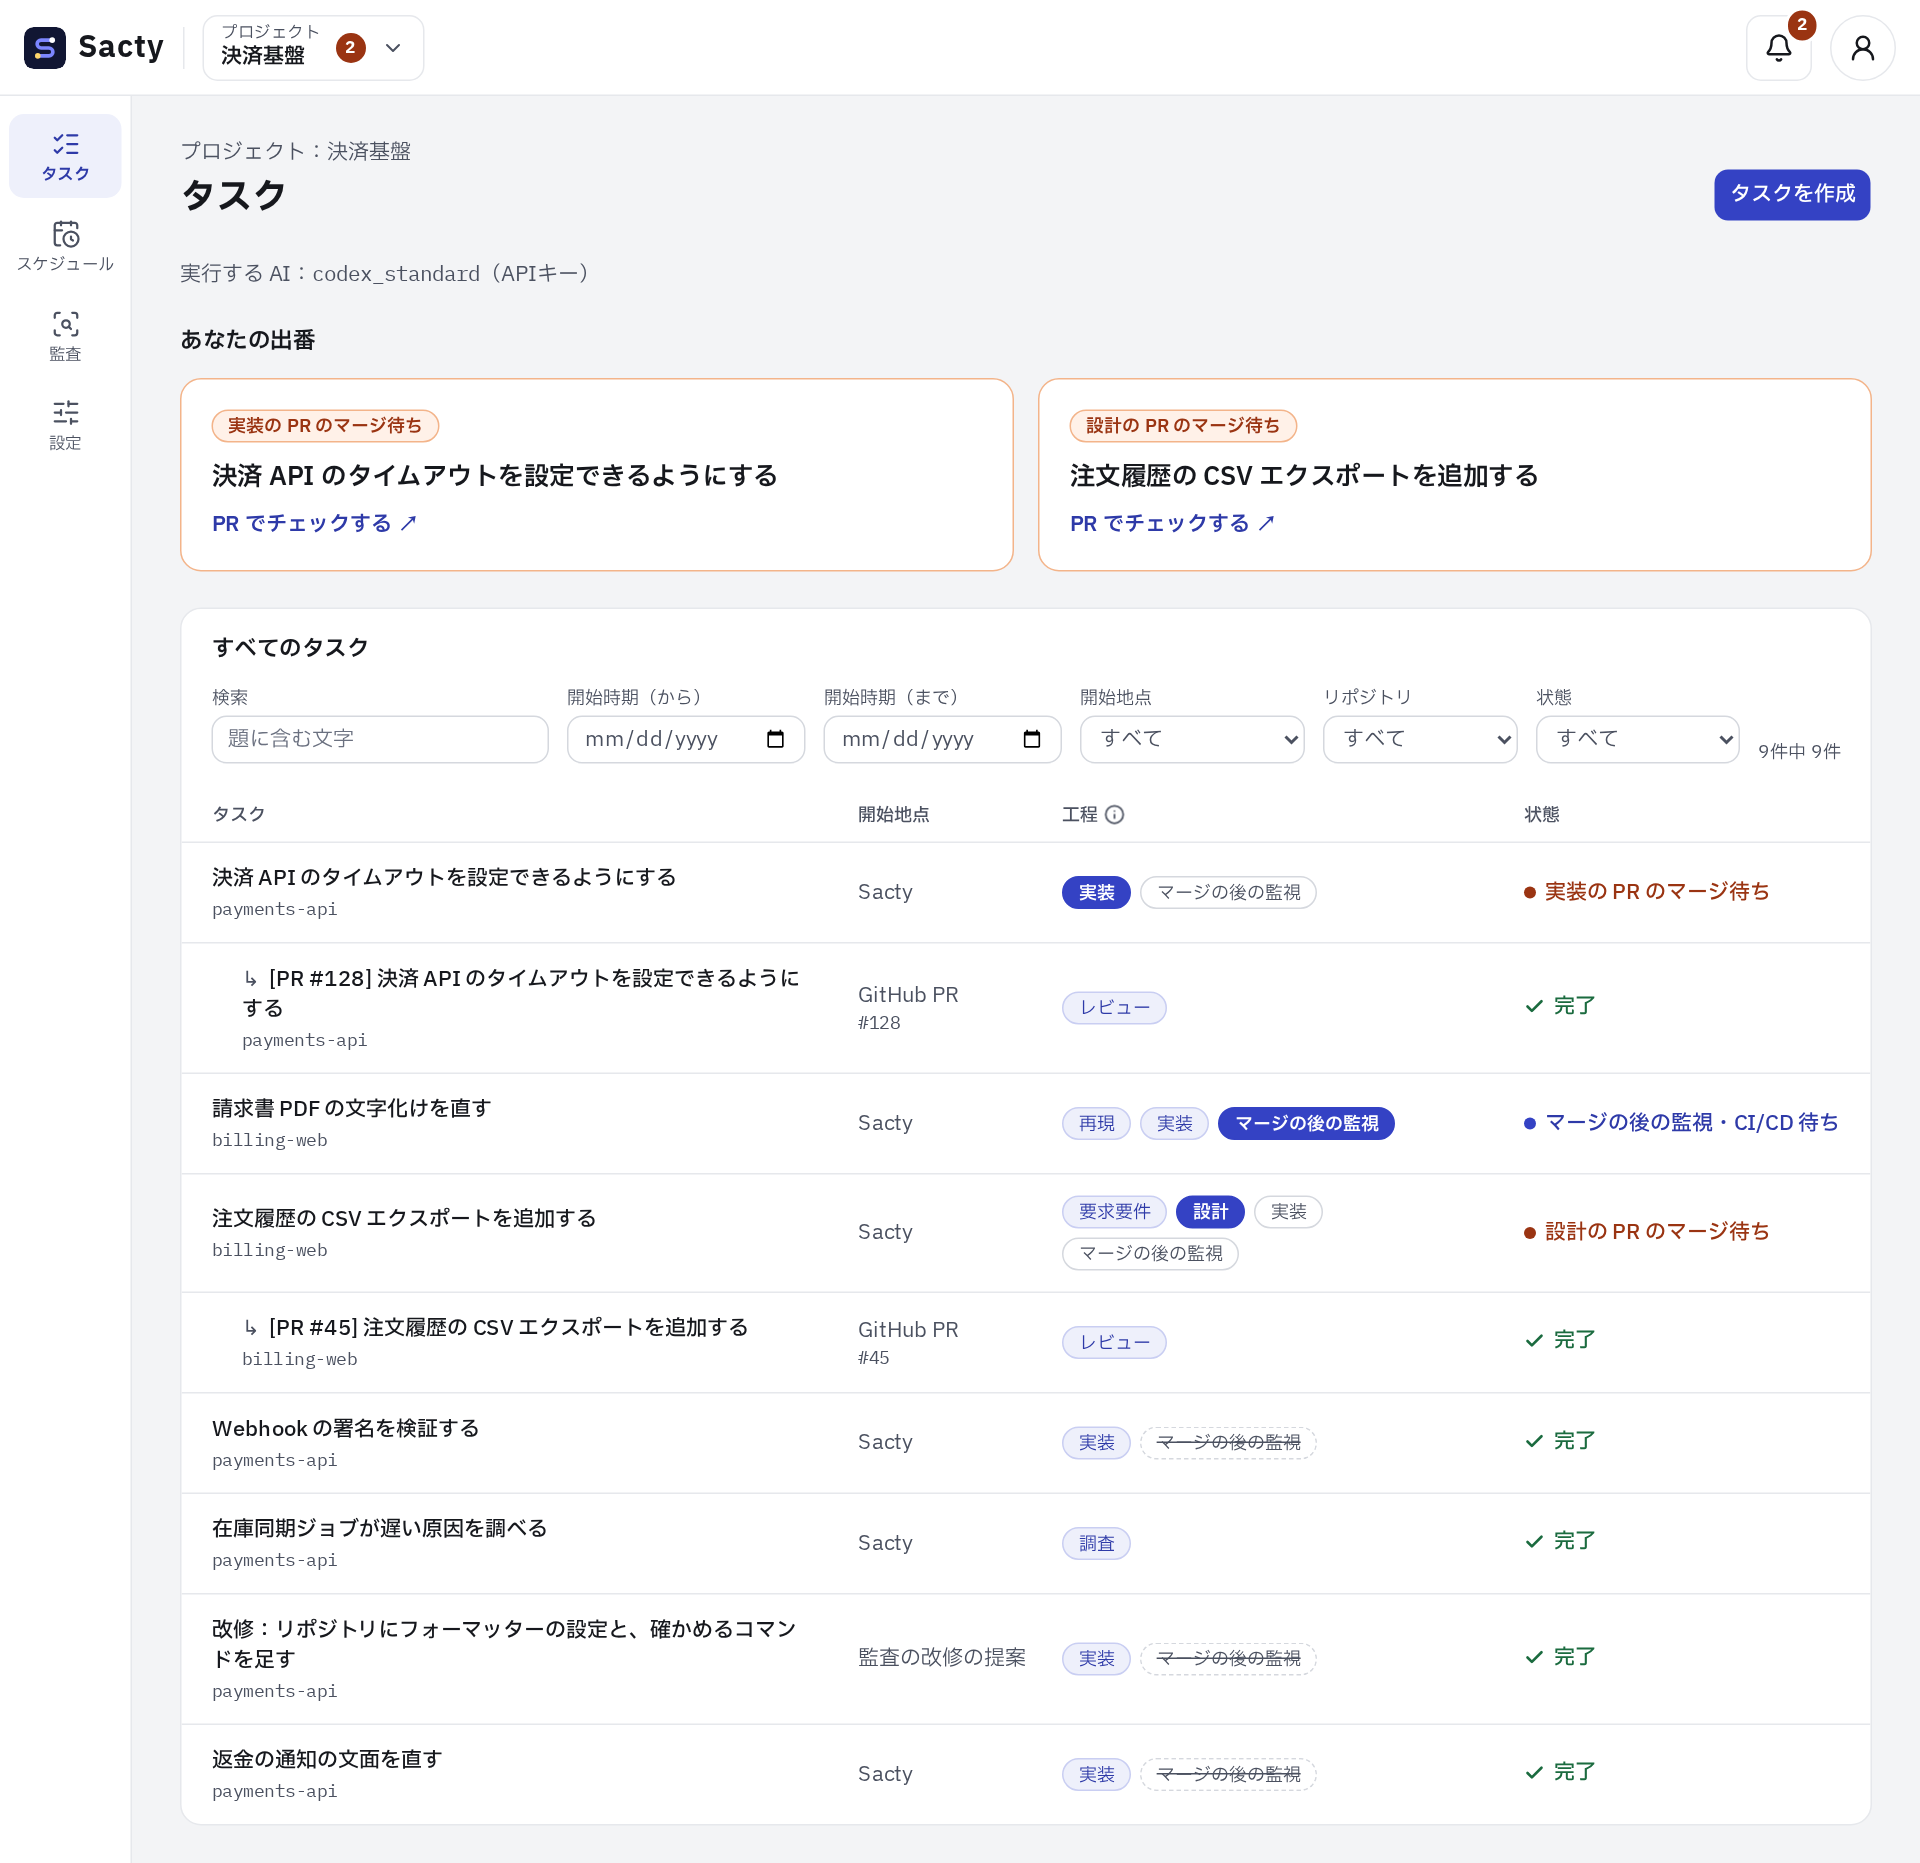 Sacty
プロジェクト
決済基盤
2
2
タスク
スケジュール
監査
設定
プロジェクト：決済基盤
タスク
タスクを作成
実行する AI：codex_standard（APIキー）
あなたの出番
実装の PR のマージ待ち
決済 API のタイムアウトを設定できるようにする
PR でチェックする ↗
設計の PR のマージ待ち
注文履歴の CSV エクスポートを追加する
PR でチェックする ↗
すべてのタスク
検索
開始時期（から）
開始時期（まで）
開始地点
リポジトリ
状態
題に含む文字
mm/dd/yyyy
mm/dd/yyyy
すべて
すべて
すべて
9件中 9件
タスク
開始地点
工程
状態
決済 API のタイムアウトを設定できるようにする
payments-api
Sacty
実装
マージの後の監視
実装の PR のマージ待ち
↳ [PR #128] 決済 API のタイムアウトを設定できるように
する
payments-api
GitHub PR
#128
レビュー
完了
請求書 PDF の文字化けを直す
billing-web
Sacty
再現
実装
マージの後の監視
マージの後の監視・CI/CD 待ち
注文履歴の CSV エクスポートを追加する
billing-web
Sacty
要求要件
設計
実装
マージの後の監視
設計の PR のマージ待ち
↳ [PR #45] 注文履歴の CSV エクスポートを追加する
billing-web
GitHub PR
#45
レビュー
完了
Webhook の署名を検証する
payments-api
Sacty
実装
マージの後の監視
完了
在庫同期ジョブが遅い原因を調べる
payments-api
Sacty
調査
完了
改修：リポジトリにフォーマッターの設定と、確かめるコマン
ドを足す
payments-api
監査の改修の提案
実装
マージの後の監視
完了
返金の通知の文面を直す
payments-api
Sacty
実装
マージの後の監視
完了